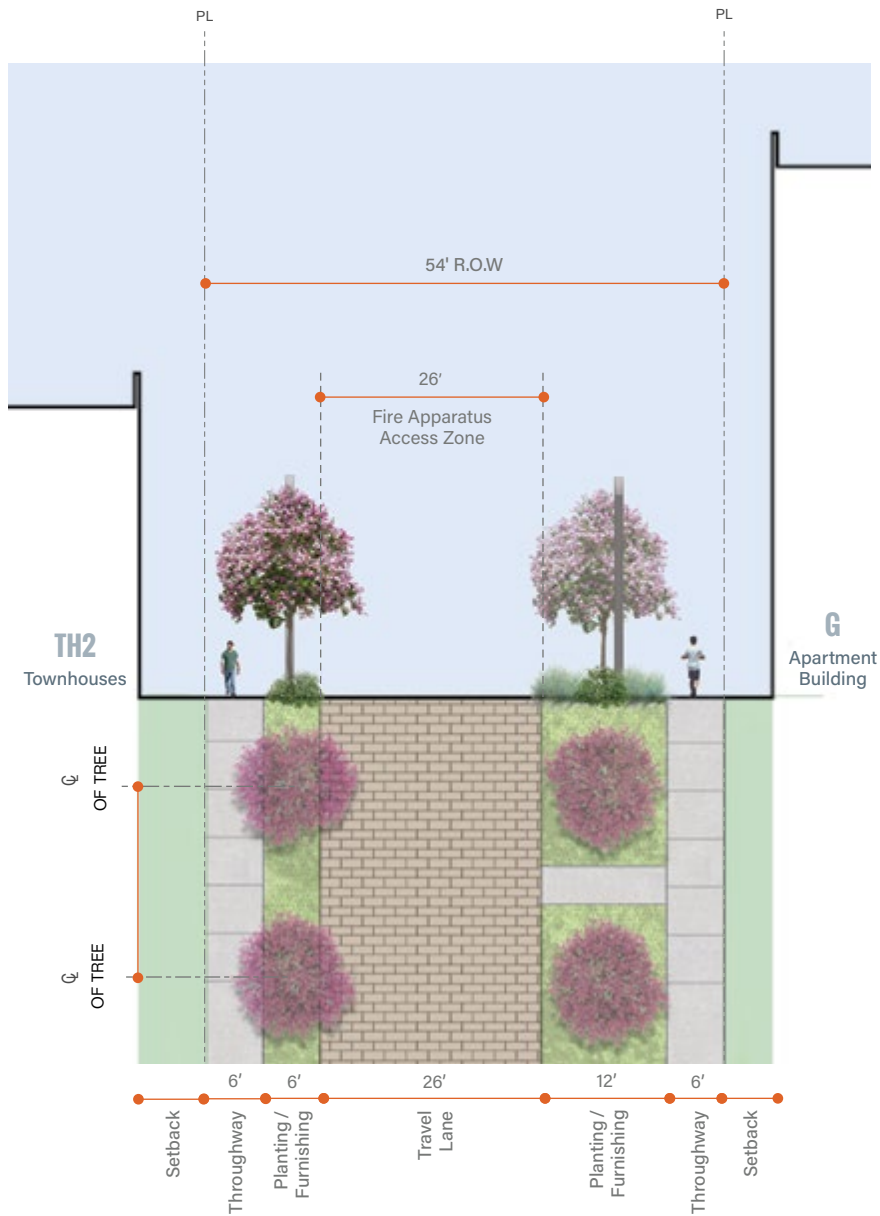 PL
PL
54' R.O.W
26'
Fire Apparatus
Access Zone
TH2
Townhouses
G
Apartment
Building
℄
OF TREE
℄
OF TREE
6'
6'
26'
12'
6'
Setback
Throughway
Planting /
Furnishing
Travel
Lane
Planting /
Furnishing
Throughway
Setback